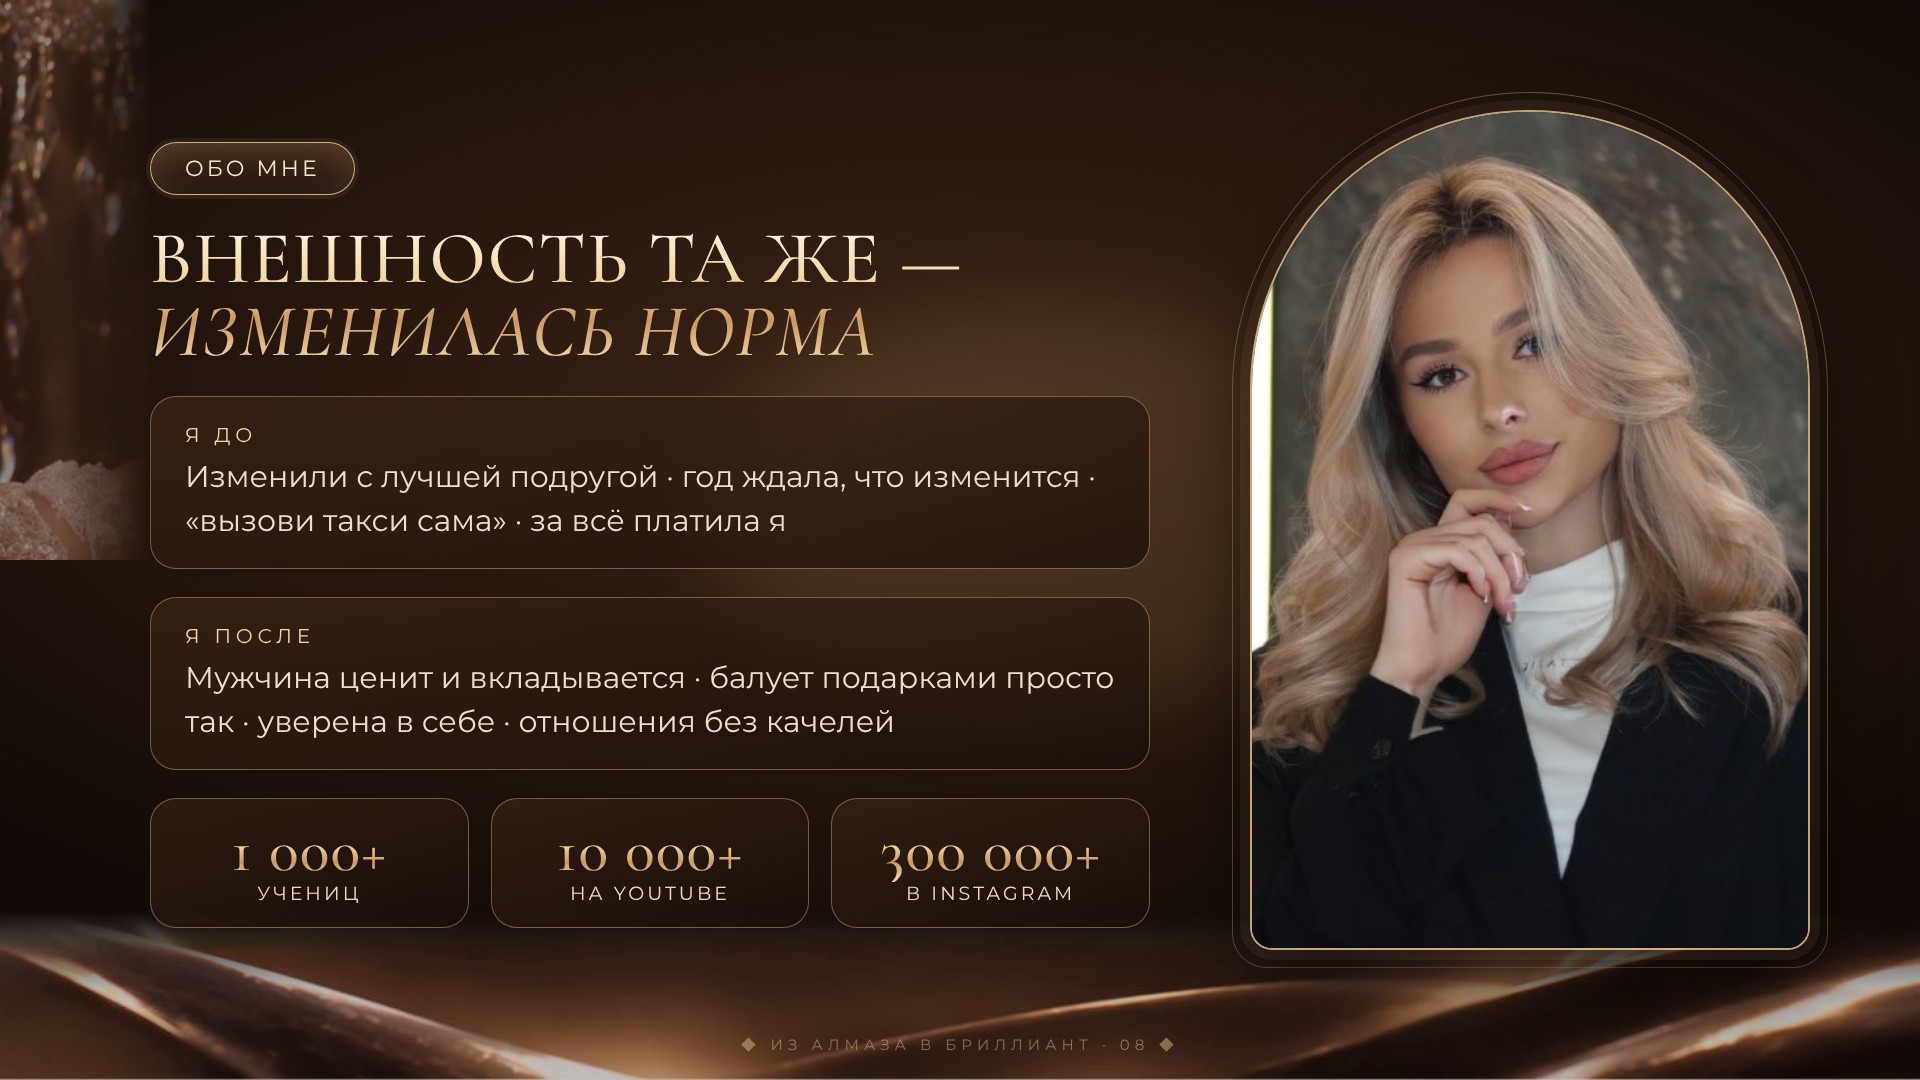 ОБО МНЕ
ВНЕШНОСТЬ ТА ЖЕ —
ИЗМЕНИЛАСЬ НОРМА
Я ДО
Изменили с лучшей подругой · год ждала, что изменится ·
«вызови такси сама» · за всё платила я
Я ПОСЛЕ
Мужчина ценит и вкладывается · балует подарками просто
так · уверена в себе · отношения без качелей
1 000+
УЧЕНИЦ
10 000+
НА YOUTUBE
300 000+
В INSTAGRAM
◆ ИЗ АЛМАЗА В БРИЛЛИАНТ · 08 ◆